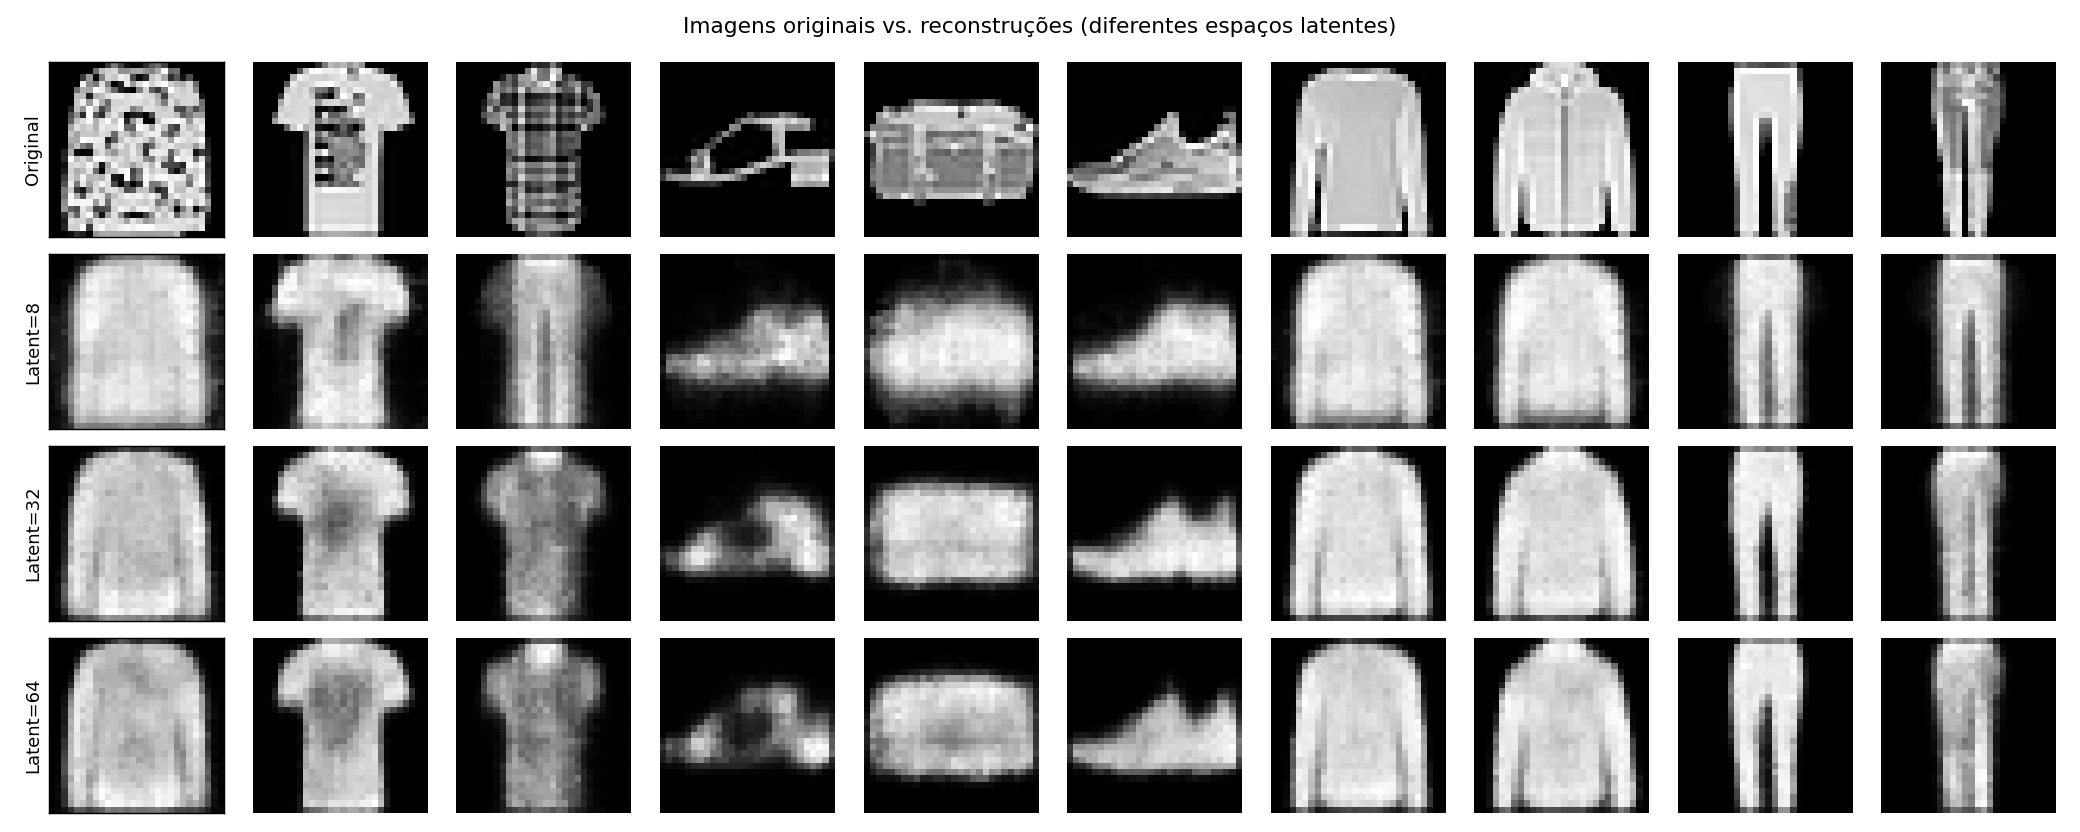 Imagens originais vs. reconstruções (diferentes espaços latentes)
Original
Latent=8
Latent=32
Latent=64